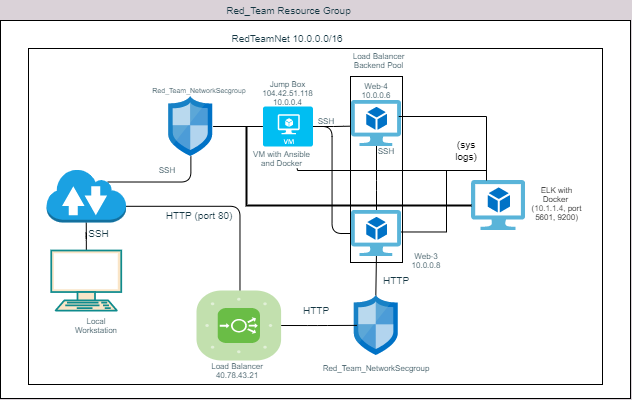 Red_Team Resource Group
RedTeamNet 10.0.0.0/16
Load Balancer
Backend Pool
Red_Team_NetworkSecgroup
Jump Box
104.42.51.118
10.0.0.4
Web-4
10.0.0.6
SSH
VM
SSH
(sys
logs)
VM with Ansible
and Docker
SSH
ELK with
Docker
(10.1.1.4, port
5601, 9200)
HTTP (port 80)
SSH
Web-3
10.0.0.8
HTTP
HTTP
Local
Workstation
Load Balancer
40.78.43.21
Red_Team_NetworkSecgroup